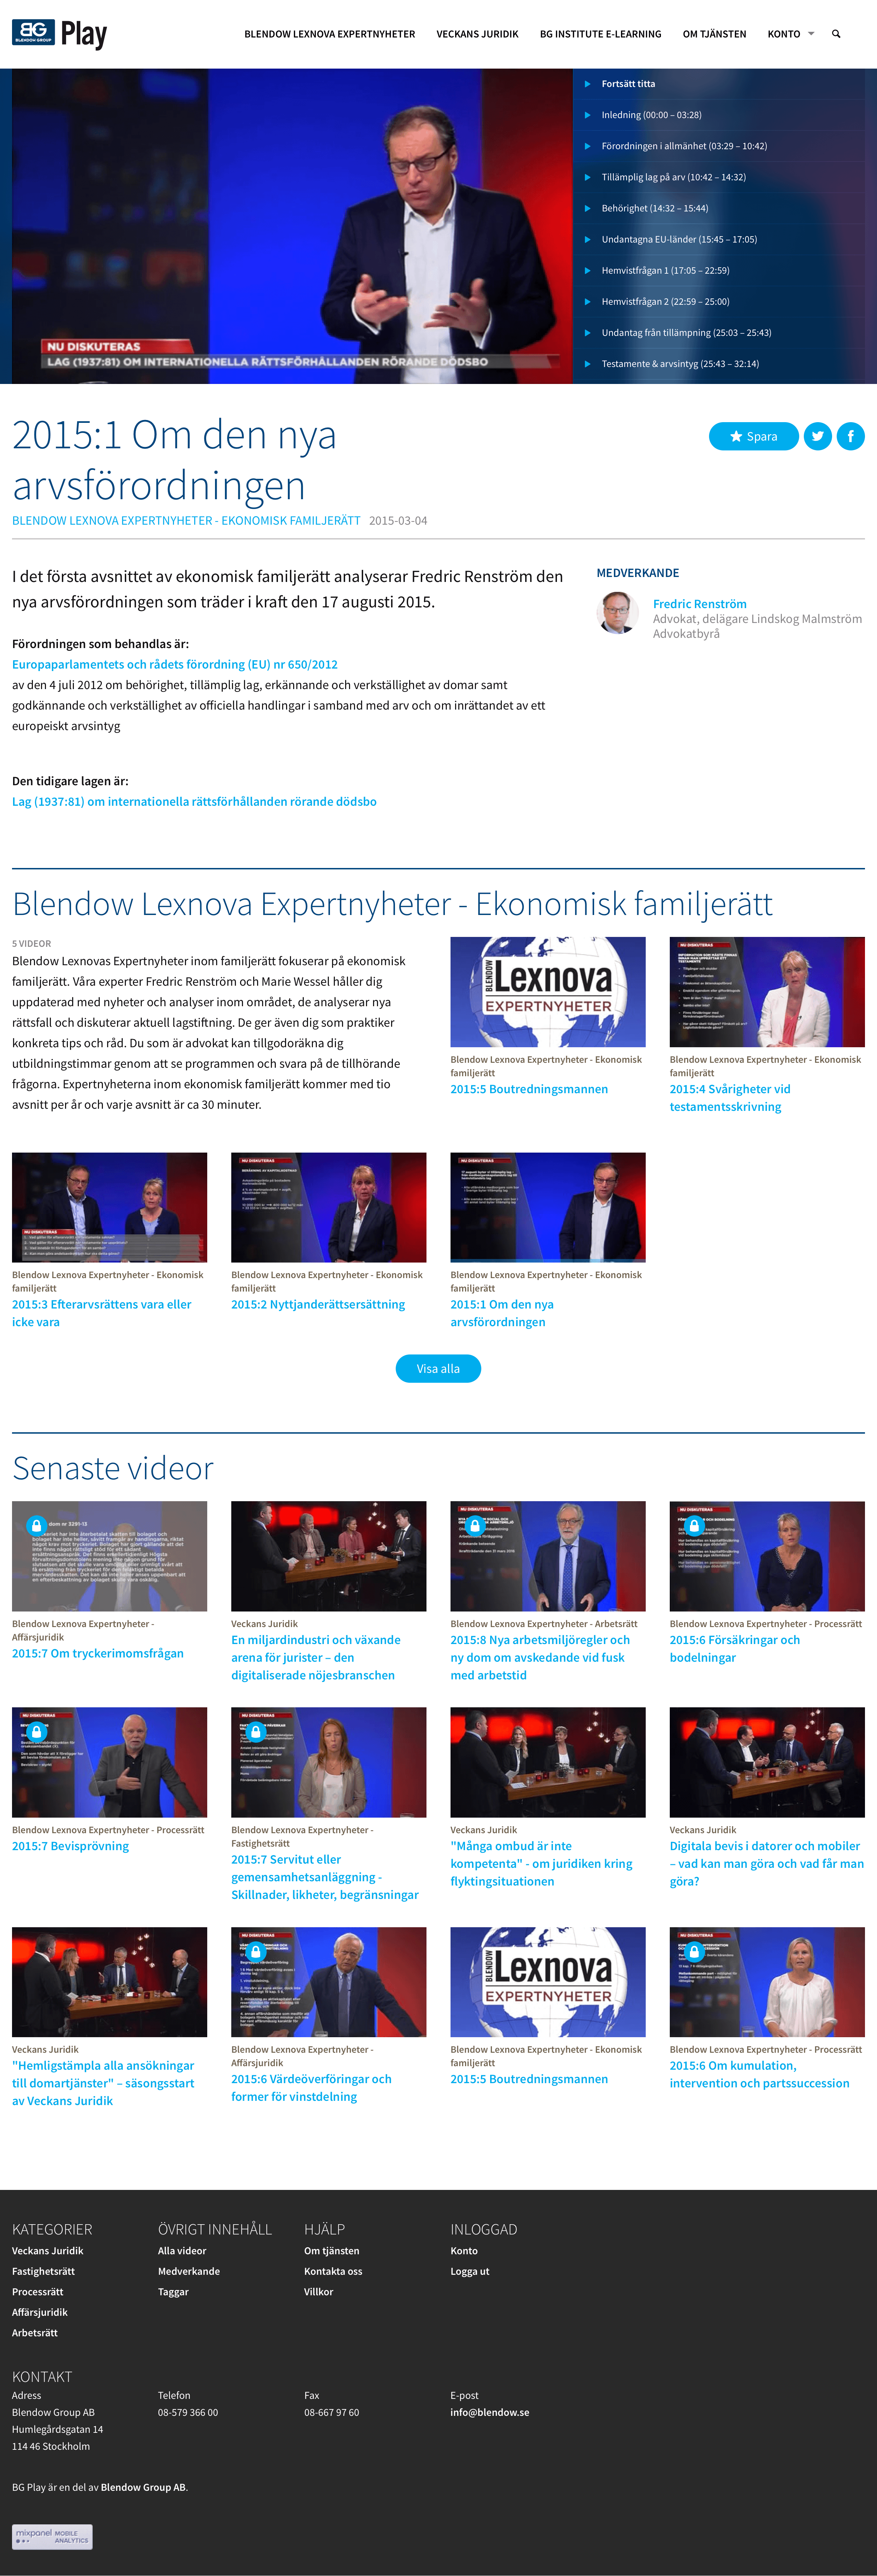 BG Play
BLENDOW GROUP
BLENDOW LEXNOVA EXPERTNYHETER VECKANS JURIDIK BG INSTITUTE E-LEARNING OM TJÄNSTEN KONTO
NU DISKUTERAS
LAG (1937:81) OM INTERNATIONELLA RÄTTSFÖRHÅLLANDEN RÖRANDE DÖDSBO
Fortsätt titta
Inledning (00:00 – 03:28)
Förordningen i allmänhet (03:29 – 10:42)
Tillämplig lag på arv (10:42 – 14:32)
Behörighet (14:32 – 15:44)
Undantagna EU-länder (15:45 – 17:05)
Hemvistfrågan 1 (17:05 – 22:59)
Hemvistfrågan 2 (22:59 – 25:00)
Undantag från tillämpning (25:03 – 25:43)
Testamente & arvsintyg (25:43 – 32:14)
2015:1 Om den nya
arvsförordningen
Spara
BLENDOW LEXNOVA EXPERTNYHETER - EKONOMISK FAMILJERÄTT 2015-03-04
I det första avsnittet av ekonomisk familjerätt analyserar Fredric Renström den
nya arvsförordningen som träder i kraft den 17 augusti 2015.
Förordningen som behandlas är:
Europaparlamentets och rådets förordning (EU) nr 650/2012
av den 4 juli 2012 om behörighet, tillämplig lag, erkännande och verkställighet av domar samt
godkännande och verkställighet av officiella handlingar i samband med arv och om inrättandet av ett
europeiskt arvsintyg
Den tidigare lagen är:
Lag (1937:81) om internationella rättsförhållanden rörande dödsbo
MEDVERKANDE
Fredric Renström
Advokat, delägare Lindskog Malmström
Advokatbyrå
Blendow Lexnova Expertnyheter - Ekonomisk familjerätt
5 VIDEOR
Blendow Lexnovas Expertnyheter inom familjerätt fokuserar på ekonomisk
familjerätt. Våra experter Fredric Renström och Marie Wessel håller dig
uppdaterad med nyheter och analyser inom området, de analyserar nya
rättsfall och diskuterar aktuell lagstiftning. De ger även dig som praktiker
konkreta tips och råd. Du som är advokat kan tillgodoräkna dig
utbildningstimmar genom att se programmen och svara på de tillhörande
frågorna. Expertnyheterna inom ekonomisk familjerätt kommer med tio
avsnitt per år och varje avsnitt är ca 30 minuter.
BLENDOW
Lexnova
EXPERTNYHETER
Blendow Lexnova Expertnyheter - Ekonomisk
familjerätt
2015:5 Boutredningsmannen
NU DISKUTERAS
Blendow Lexnova Expertnyheter - Ekonomisk
familjerätt
2015:4 Svårigheter vid
testamentsskrivning
NU DISKUTERAS
Blendow Lexnova Expertnyheter - Ekonomisk
familjerätt
2015:3 Efterarvsrättens vara eller
icke vara
NU DISKUTERAS
Blendow Lexnova Expertnyheter - Ekonomisk
familjerätt
2015:2 Nyttjanderättsersättning
NU DISKUTERAS
Blendow Lexnova Expertnyheter - Ekonomisk
familjerätt
2015:1 Om den nya
arvsförordningen
Visa alla
Senaste videor
Blendow Lexnova Expertnyheter -
Affärsjuridik
2015:7 Om tryckerimomsfrågan
Veckans Juridik
En miljardindustri och växande
arena för jurister – den
digitaliserade nöjesbranschen
Blendow Lexnova Expertnyheter - Arbetsrätt
2015:8 Nya arbetsmiljöregler och
ny dom om avskedande vid fusk
med arbetstid
Blendow Lexnova Expertnyheter - Processrätt
2015:6 Försäkringar och
bodelningar
Blendow Lexnova Expertnyheter - Processrätt
2015:7 Bevisprövning
Blendow Lexnova Expertnyheter -
Fastighetsrätt
2015:7 Servitut eller
gemensamhetsanläggning -
Skillnader, likheter, begränsningar
Veckans Juridik
"Många ombud är inte
kompetenta" - om juridiken kring
flyktingsituationen
Veckans Juridik
Digitala bevis i datorer och mobiler
– vad kan man göra och vad får man
göra?
Veckans Juridik
"Hemligstämpla alla ansökningar
till domartjänster" – säsongsstart
av Veckans Juridik
Blendow Lexnova Expertnyheter -
Affärsjuridik
2015:6 Värdeöverföringar och
former för vinstdelning
BLENDOW
Lexnova
EXPERTNYHETER
Blendow Lexnova Expertnyheter - Ekonomisk
familjerätt
2015:5 Boutredningsmannen
Blendow Lexnova Expertnyheter - Processrätt
2015:6 Om kumulation,
intervention och partssuccession
KATEGORIER
Veckans Juridik
Fastighetsrätt
Processrätt
Affärsjuridik
Arbetsrätt
ÖVRIGT INNEHÅLL
Alla videor
Medverkande
Taggar
HJÄLP
Om tjänsten
Kontakta oss
Villkor
INLOGGAD
Konto
Logga ut
KONTAKT
Adress
Blendow Group AB
Humlegårdsgatan 14
114 46 Stockholm
Telefon
08-579 366 00
Fax
08-667 97 60
E-post
info@blendow.se
BG Play är en del av Blendow Group AB.
mixpanel MOBILE
ANALYTICS